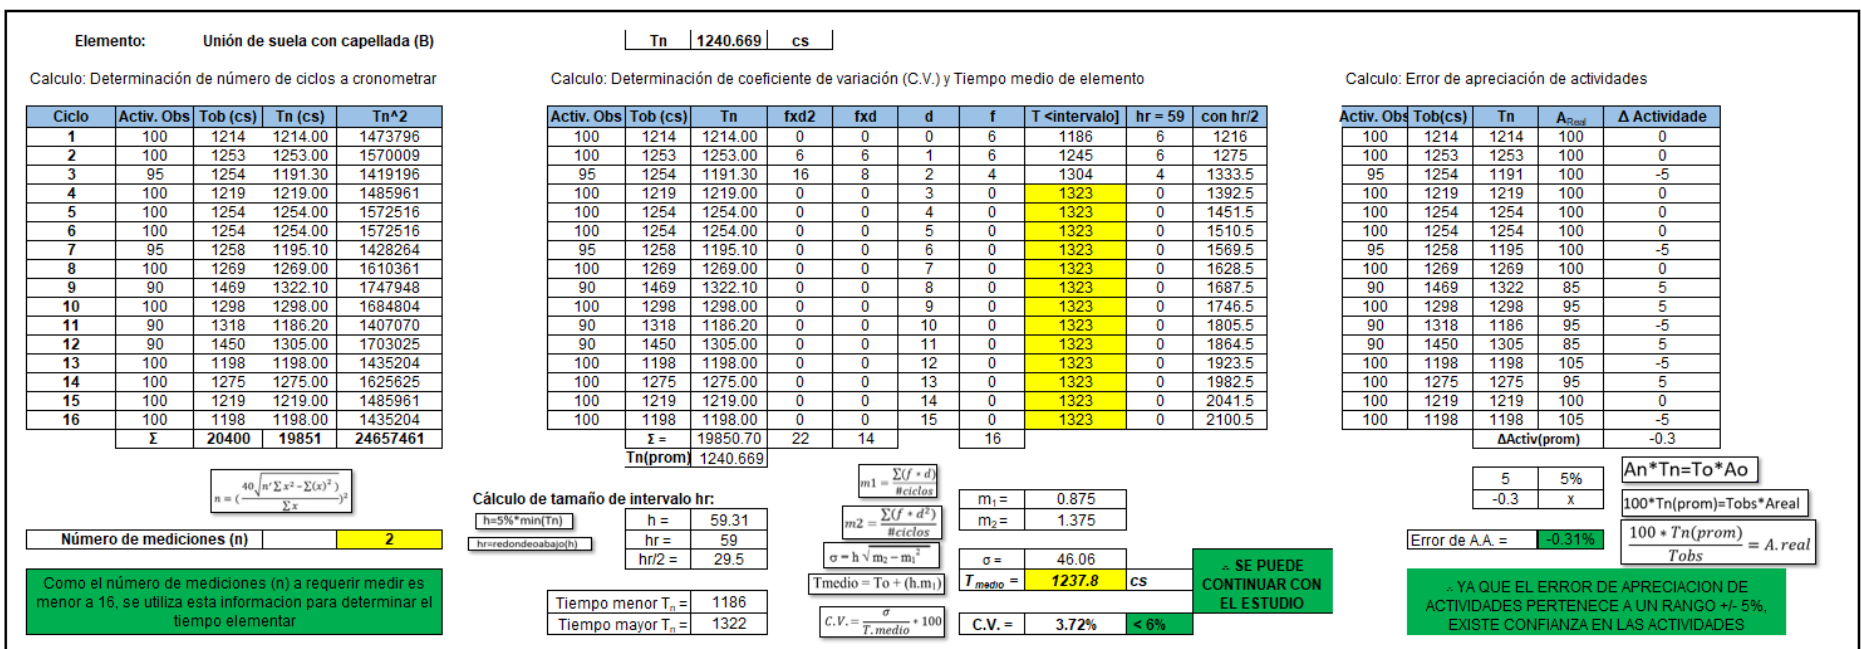 Elemento: Unión de suela con capellada (B) Tn 1240.669 cs
Calculo: Determinación de número de ciclos a cronometrar
Ciclo Activ. Obs Tob (cs) Tn (cs) Tn^2
1 100 1214 1214.00 1473796
2 100 1253 1253.00 1570009
3 95 1254 1191.30 1419196
4 100 1219 1219.00 1485961
5 100 1254 1254.00 1572516
6 100 1254 1254.00 1572516
7 95 1258 1195.10 1428264
8 100 1269 1269.00 1610361
9 90 1469 1322.10 1747948
10 100 1298 1298.00 1684804
11 90 1318 1186.20 1407070
12 90 1450 1305.00 1703025
13 100 1198 1198.00 1435204
14 100 1275 1275.00 1625625
15 100 1219 1219.00 1485961
16 100 1198 1198.00 1435204
Σ 20400 19851 24657461
n = (40√(n'Σx²−Σ(x)²) / Σx)²
Número de mediciones (n) 2
Como el número de mediciones (n) a requerir medir es
menor a 16, se utiliza esta informacion para determinar el
tiempo elementar
Calculo: Determinación de coeficiente de variación (C.V.) y Tiempo medio de elemento
Activ. Obs Tob (cs) Tn fxd2 fxd d f T <intervalo] hr = 59 con hr/2
100 1214 1214.00 0 0 0 6 1186 6 1216
100 1253 1253.00 6 6 1 6 1245 6 1275
95 1254 1191.30 16 8 2 4 1304 4 1333.5
100 1219 1219.00 0 0 3 0 1323 0 1392.5
100 1254 1254.00 0 0 4 0 1323 0 1451.5
100 1254 1254.00 0 0 5 0 1323 0 1510.5
95 1258 1195.10 0 0 6 0 1323 0 1569.5
100 1269 1269.00 0 0 7 0 1323 0 1628.5
90 1469 1322.10 0 0 8 0 1323 0 1687.5
100 1298 1298.00 0 0 9 0 1323 0 1746.5
90 1318 1186.20 0 0 10 0 1323 0 1805.5
90 1450 1305.00 0 0 11 0 1323 0 1864.5
100 1198 1198.00 0 0 12 0 1323 0 1923.5
100 1275 1275.00 0 0 13 0 1323 0 1982.5
100 1219 1219.00 0 0 14 0 1323 0 2041.5
100 1198 1198.00 0 0 15 0 1323 0 2100.5
Σ = 19850.70 22 14 16
Tn(prom) 1240.669
Cálculo de tamaño de intervalo hr:
h=5%*min(Tn) h = 59.31
hr=redondeoabajo(h) hr = 59
hr/2 = 29.5
Tiempo menor Tₙ = 1186
Tiempo mayor Tₙ = 1322
m1 = Σ(f * d) / #ciclos
m2 = Σ(f * d²) / #ciclos
σ = h √(m₂ − m₁²)
Tmedio = To + (h.m₁)
C.V. = σ / T.medio * 100
m₁ = 0.875
m₂ = 1.375
σ = 46.06
T medio = 1237.8 cs
C.V. = 3.72% < 6%
∴ SE PUEDE
CONTINUAR CON
EL ESTUDIO
Calculo: Error de apreciación de actividades
Activ. Obs Tob(cs) Tn A Real Δ Actividade
100 1214 1214 100 0
100 1253 1253 100 0
95 1254 1191 100 -5
100 1219 1219 100 0
100 1254 1254 100 0
100 1254 1254 100 0
95 1258 1195 100 -5
100 1269 1269 100 0
90 1469 1322 85 5
100 1298 1298 95 5
90 1318 1186 95 -5
90 1450 1305 85 5
100 1198 1198 105 -5
100 1275 1275 95 5
100 1219 1219 100 0
100 1198 1198 105 -5
ΔActiv(prom) -0.3
5 5%
-0.3 x
An*Tn=To*Ao
100*Tn(prom)=Tobs*Areal
100 * Tn(prom) / Tobs = A.real
Error de A.A. = -0.31%
∴ YA QUE EL ERROR DE APRECIACION DE
ACTIVIDADES PERTENECE A UN RANGO +/- 5%,
EXISTE CONFIANZA EN LAS ACTIVIDADES